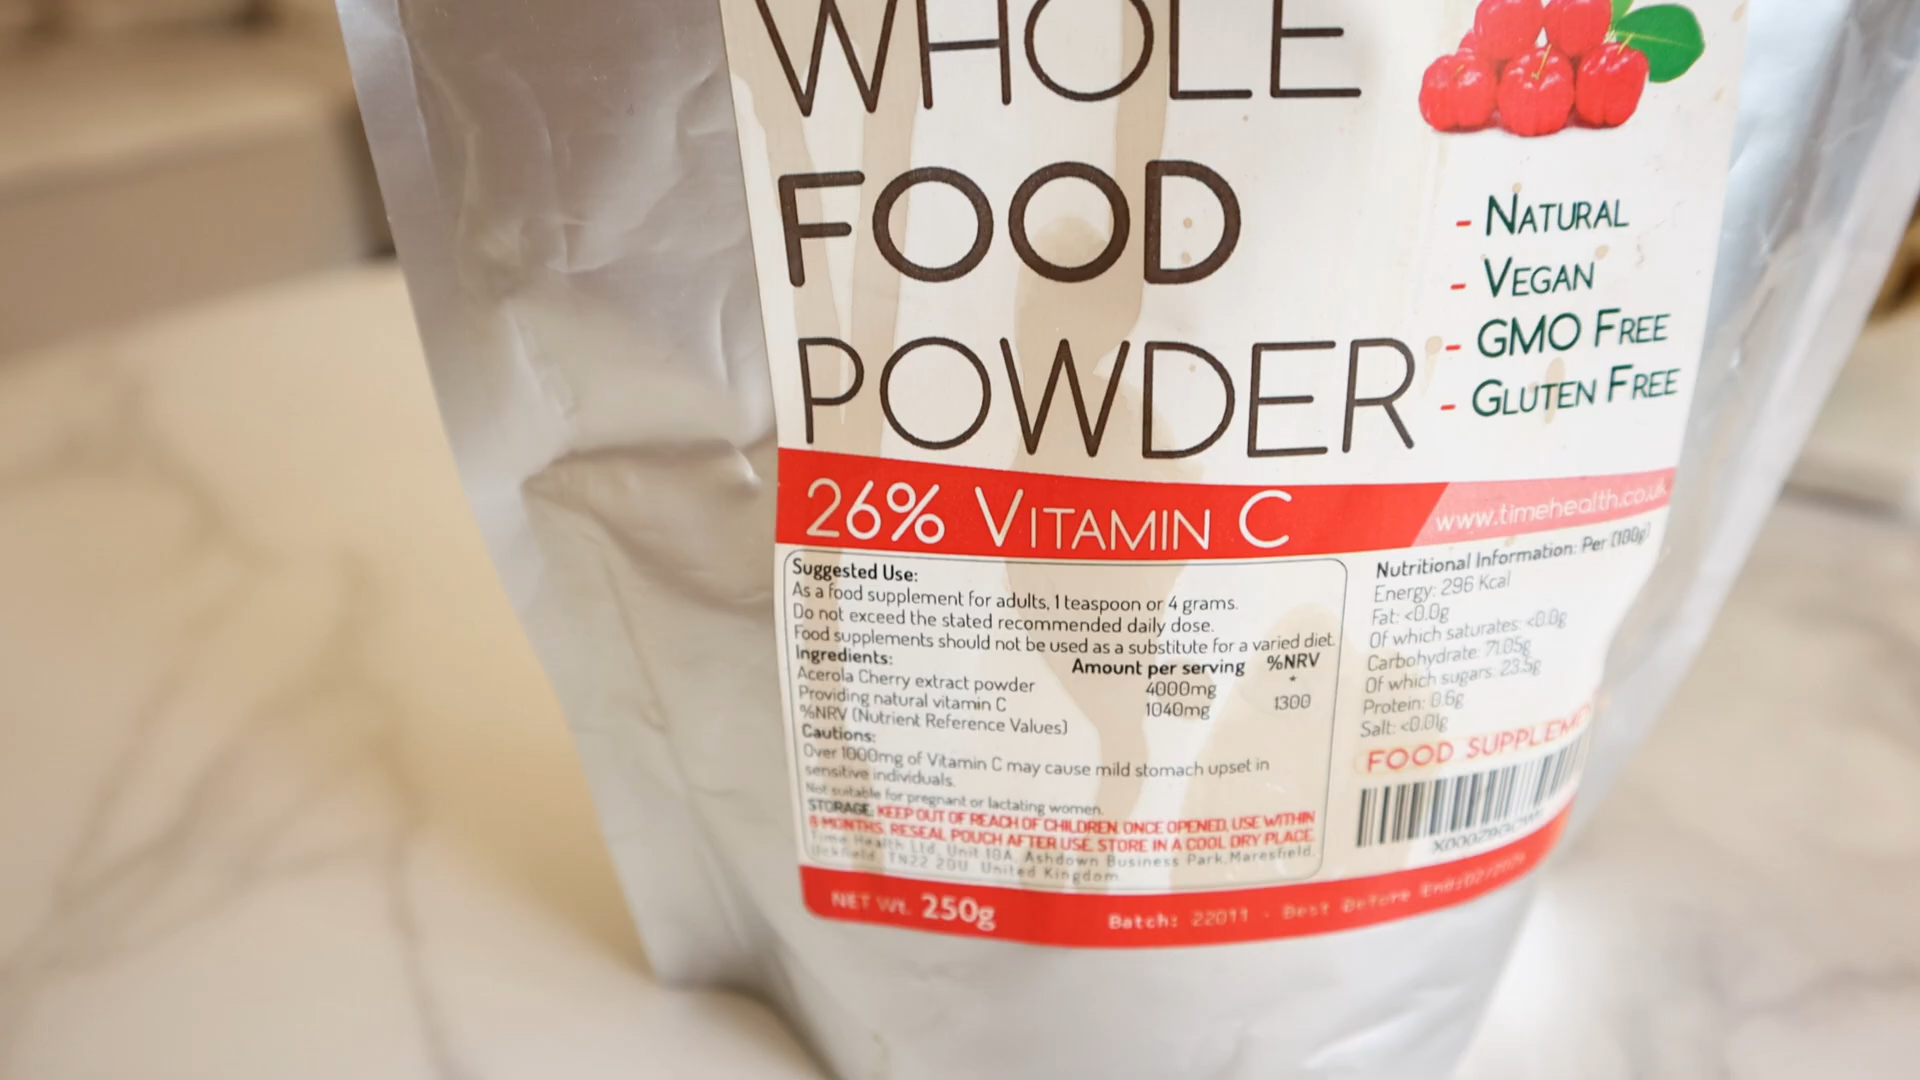 WHOLE
FOOD
POWDER
- NATURAL
- VEGAN
- GMO FREE
- GLUTEN FREE
26% VITAMIN C
www.timehealth.co.uk
Suggested Use:
As a food supplement for adults, 1 teaspoon or 4 grams.
Do not exceed the stated recommended daily dose.
Food supplements should not be used as a substitute for a varied diet.
Ingredients: Amount per serving %NRV
Acerola Cherry extract powder 4000mg *
Providing natural vitamin C 1040mg 1300
%NRV (Nutrient Reference Values)
Cautions:
Over 1000mg of Vitamin C may cause mild stomach upset in
sensitive individuals.
Not suitable for pregnant or lactating women.
STORAGE: KEEP OUT OF REACH OF CHILDREN. ONCE OPENED, USE WITHIN
MONTHS. RESEAL POUCH AFTER USE. STORE IN A COOL DRY PLACE.
Time Health Ltd, Unit 10A, Ashdown Business Park, Maresfield,
Uckfield, TN22 2DU, United Kingdom
Nutritional Information: Per (100g)
Energy: 296 Kcal
Fat: <0.0g
Of which saturates: <0.0g
Carbohydrate: 71.05g
Of which sugars: 23.5g
Protein: 0.6g
Salt: <0.01g
FOOD SUPPLEMENT
NET Wt. 250g
Batch: 22011 - Best Before End: